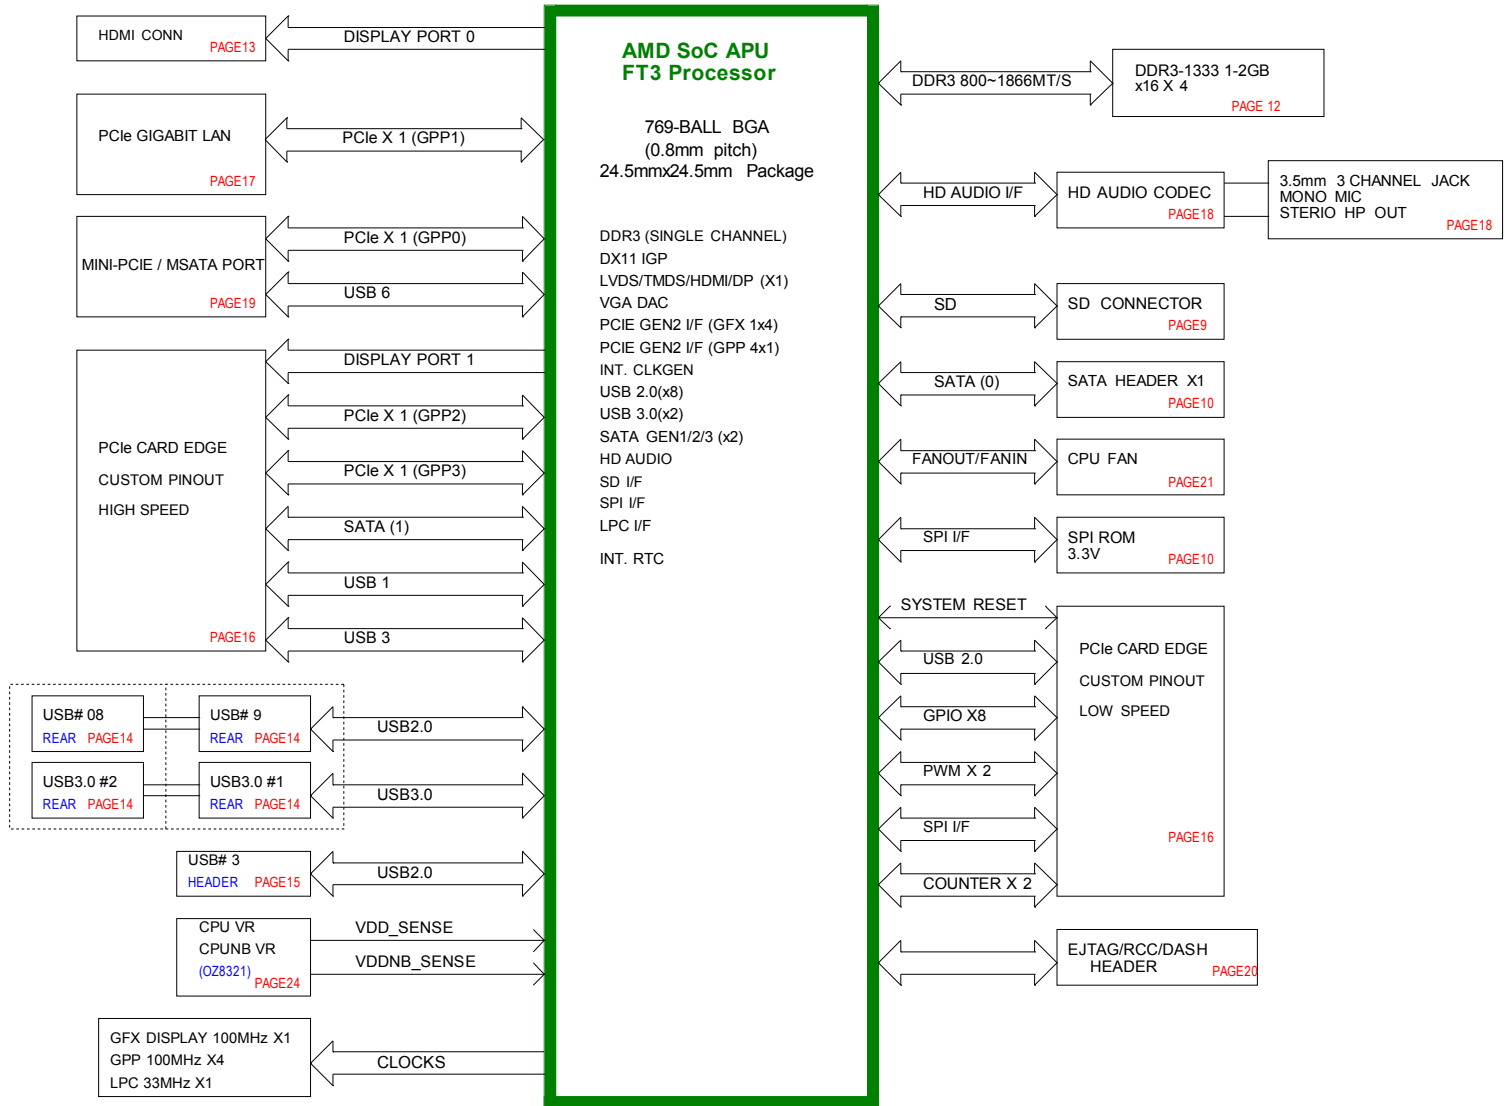 HDMI CONN
PAGE13
DISPLAY PORT 0
PCIe GIGABIT LAN
PAGE17
PCIe X 1 (GPP1)
MINI-PCIE / MSATA PORT
PAGE19
PCIe X 1 (GPP0)
USB 6
PCIe CARD EDGE
CUSTOM PINOUT
HIGH SPEED
PAGE16
DISPLAY PORT 1
PCIe X 1 (GPP2)
PCIe X 1 (GPP3)
SATA (1)
USB 1
USB 3
USB# 08
REAR PAGE14
USB# 9
REAR PAGE14
USB2.0
USB3.0 #2
REAR PAGE14
USB3.0 #1
REAR PAGE14
USB3.0
USB# 3
HEADER PAGE15
USB2.0
CPU VR
CPUNB VR
(OZ8321)
PAGE24
VDD_SENSE
VDDNB_SENSE
GFX DISPLAY 100MHz X1
GPP 100MHz X4
LPC 33MHz X1
CLOCKS
AMD SoC APU
FT3 Processor
769-BALL BGA
(0.8mm pitch)
24.5mmx24.5mm Package
DDR3 (SINGLE CHANNEL)
DX11 IGP
LVDS/TMDS/HDMI/DP (X1)
VGA DAC
PCIE GEN2 I/F (GFX 1x4)
PCIE GEN2 I/F (GPP 4x1)
INT. CLKGEN
USB 2.0(x8)
USB 3.0(x2)
SATA GEN1/2/3 (x2)
HD AUDIO
SD I/F
SPI I/F
LPC I/F
INT. RTC
DDR3 800~1866MT/S
DDR3-1333 1-2GB
x16 X 4
PAGE 12
HD AUDIO I/F
HD AUDIO CODEC
PAGE18
3.5mm 3 CHANNEL JACK
MONO MIC
STERIO HP OUT
PAGE18
SD
SD CONNECTOR
PAGE9
SATA (0)
SATA HEADER X1
PAGE10
FANOUT/FANIN
CPU FAN
PAGE21
SPI I/F
SPI ROM
3.3V
PAGE10
SYSTEM RESET
USB 2.0
GPIO X8
PWM X 2
SPI I/F
COUNTER X 2
PCIe CARD EDGE
CUSTOM PINOUT
LOW SPEED
PAGE16
EJTAG/RCC/DASH
HEADER
PAGE20